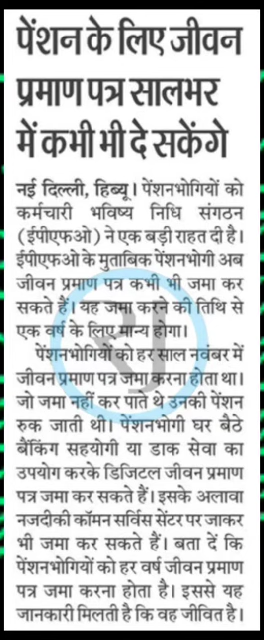 पेंशन के लिए जीवन
प्रमाण पत्र सालभर
में कभी भी दे सकेंगे
नई दिल्ली, हिब्यू। पेंशनभोगियों को
कर्मचारी भविष्य निधि संगठन
(ईपीएफओ) ने एक बड़ी राहत दी है।
ईपीएफओ के मुताबिक पेंशनभोगी अब
जीवन प्रमाण पत्र कभी भी जमा कर
सकते हैं। यह जमा करने की तिथि से
एक वर्ष के लिए मान्य होगा।
पेंशनभोगियों को हर साल नवंबर में
जीवन प्रमाण पत्र जमा करना होता था।
जो जमा नहीं कर पाते थे उनकी पेंशन
रुक जाती थी। पेंशनभोगी घर बैठे
बैंकिंग सहयोगी या डाक सेवा का
उपयोग करके डिजिटल जीवन प्रमाण
पत्र जमा कर सकते हैं। इसके अलावा
नजदीकी कॉमन सर्विस सेंटर पर जाकर
भी जमा कर सकते हैं। बता दें कि
पेंशनभोगियों को हर वर्ष जीवन प्रमाण
पत्र जमा करना होता है। इससे यह
जानकारी मिलती है कि वह जीवित है।